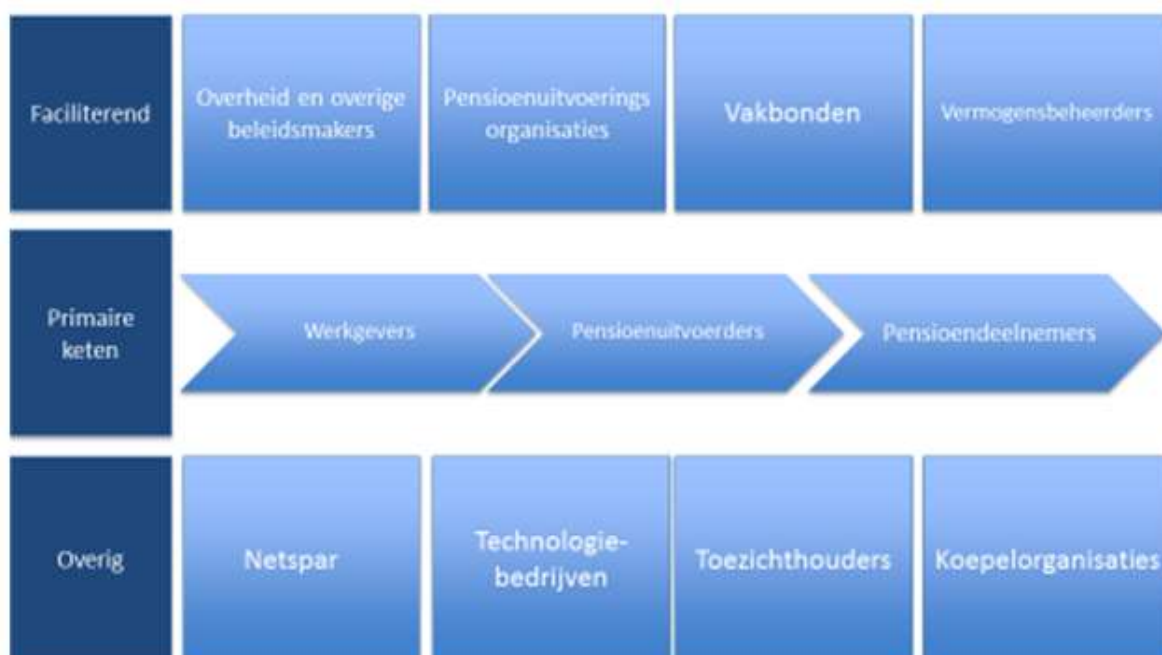 Faciliterend
Overheid en overige
beleidsmakers
Pensioenuitvoerings
organisaties
Vakbonden
Vermogensbeheerders
Primaire
keten
Werkgevers
Pensioenuitvoerders
Pensioendeelnemers
Overig
Netspar
Technologie-
bedrijven
Toezichthouders
Koepelorganisaties